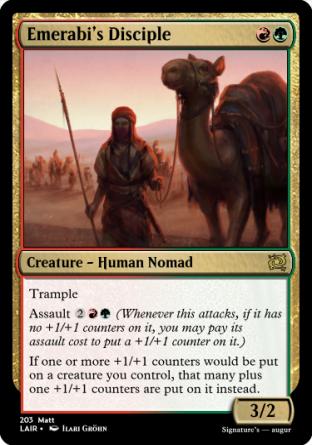 Emerabi's Disciple
Creature – Human Nomad
Trample
Assault 2 (Whenever this attacks, if it has
no +1/+1 counters on it, you may pay its
assault cost to put a +1/+1 counter on it.)
If one or more +1/+1 counters would be put
on a creature you control, that many plus
one +1/+1 counters are put on it instead.
3/2
203 Matt
LAIR • Ilari Gröhn
Signature's — augur